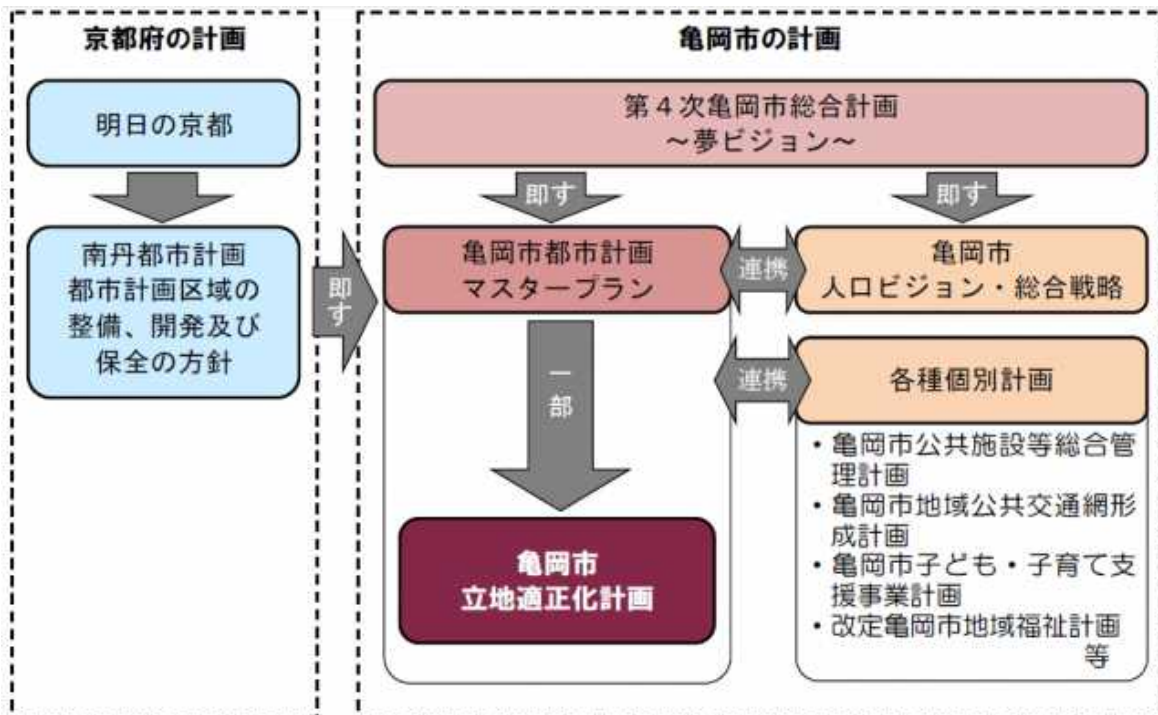 京都府の計画
明日の京都
南丹都市計画
都市計画区域の
整備、開発及び
保全の方針
即す
亀岡市の計画
第４次亀岡市総合計画
～夢ビジョン～
即す
即す
亀岡市都市計画
マスタープラン
連携
亀岡市
人口ビジョン・総合戦略
一部
連携
各種個別計画
・亀岡市公共施設等総合管
理計画
・亀岡市地域公共交通網形
成計画
・亀岡市子ども・子育て支
援事業計画
・改定亀岡市地域福祉計画
等
亀岡市
立地適正化計画